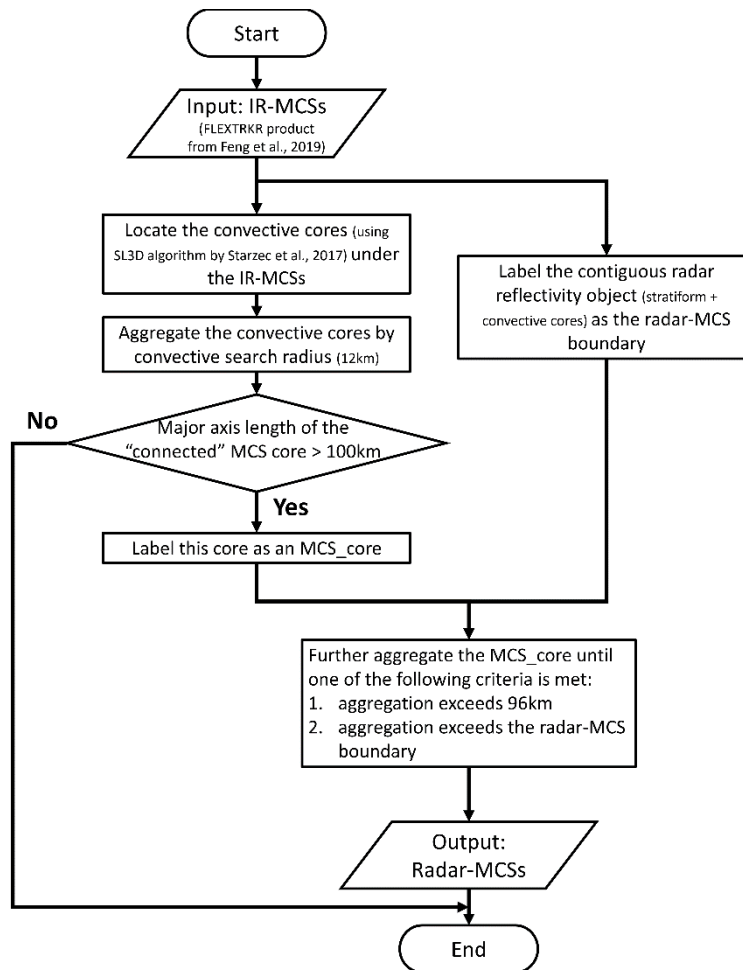 Start
Input: IR-MCSs
(FLEXTRKR product
from Feng et al., 2019)
Locate the convective cores (using
SL3D algorithm by Starzec et al., 2017) under
the IR-MCSs
Label the contiguous radar
reflectivity object (stratiform +
convective cores) as the radar-MCS
boundary
Aggregate the convective cores by
convective search radius (12km)
No
Major axis length of the
“connected” MCS core > 100km
Yes
Label this core as an MCS_core
Further aggregate the MCS_core until
one of the following criteria is met:
1. aggregation exceeds 96km
2. aggregation exceeds the radar-MCS
boundary
Output:
Radar-MCSs
End